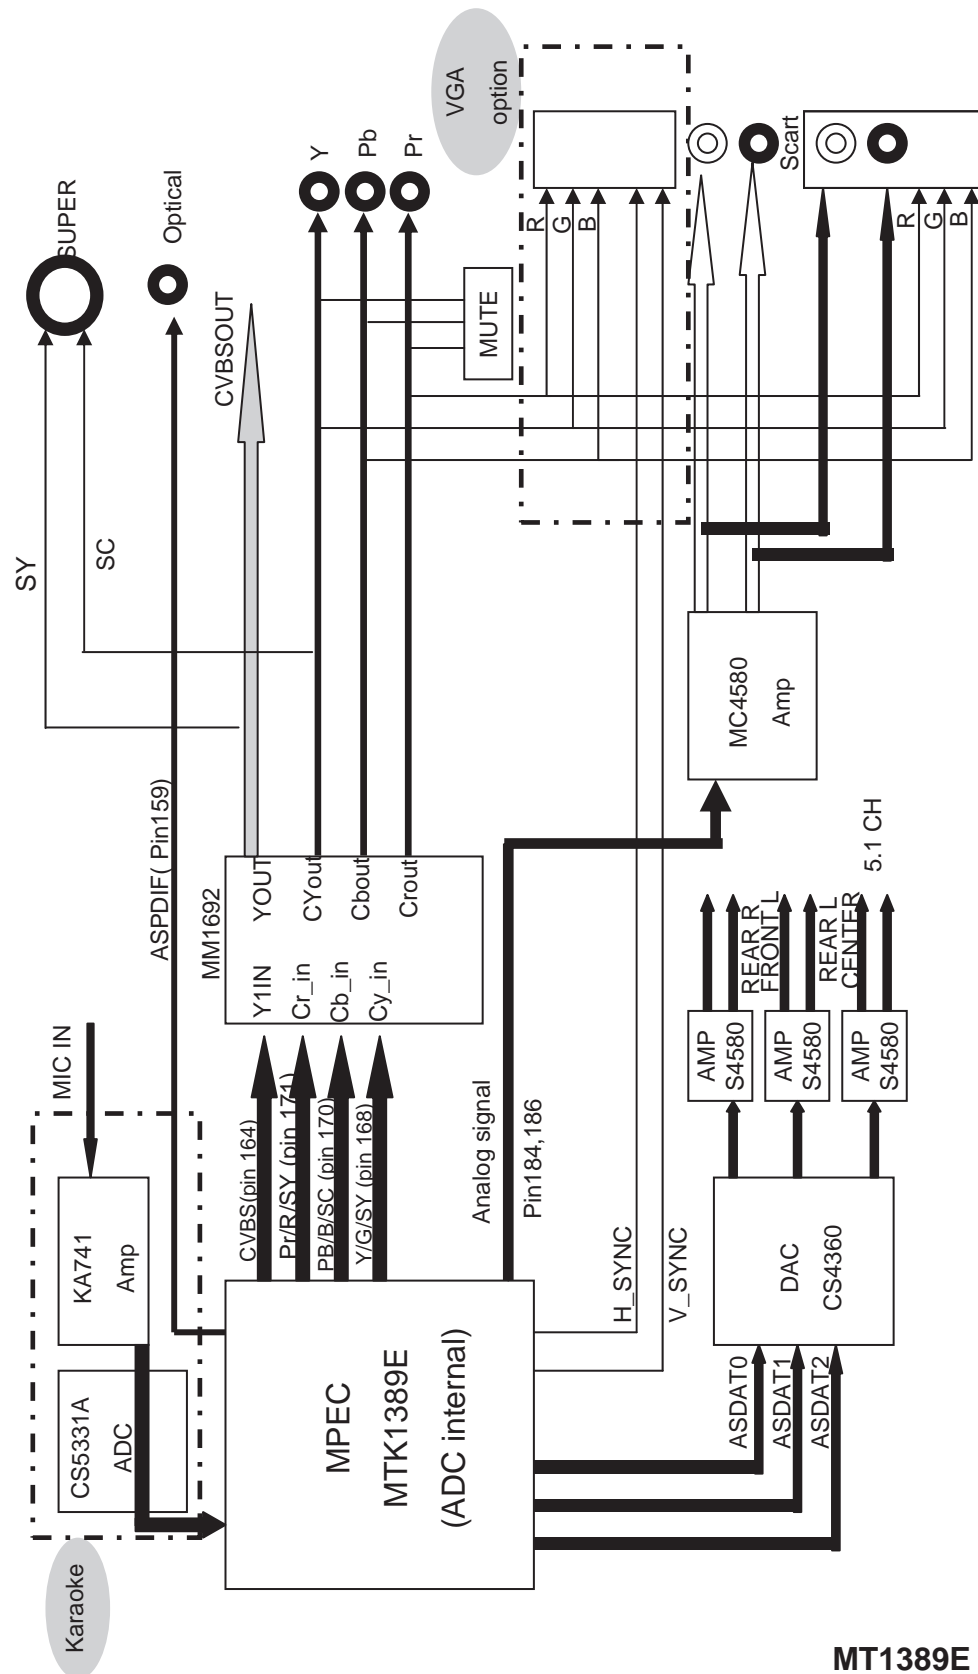 Karaoke
CS5331A
ADC
KA741
Amp
MIC IN
ASPDIF( Pin159)
SY
SC
SUPER
Optical
CVBSOUT
MPEC
MTK1389E
(ADC internal)
CVBS(pin 164)
Pr/R/SY (pin 171)
PB/B/SC (pin 170)
Y/G/SY (pin 168)
MM1692
Y1IN
YOUT
Cr_in
CYout
Cb_in
Cbout
Cy_in
Crout
Y
Pb
Pr
MUTE
VGA
option
R
G
B
Analog signal
Pin184,186
H_SYNC
V_SYNC
MC4580
Amp
Scart
R
G
B
ASDAT0
ASDAT1
ASDAT2
DAC
CS4360
AMP
S4580
AMP
S4580
AMP
S4580
REAR R
FRONT L
REAR L
CENTER
5.1 CH
MT1389E